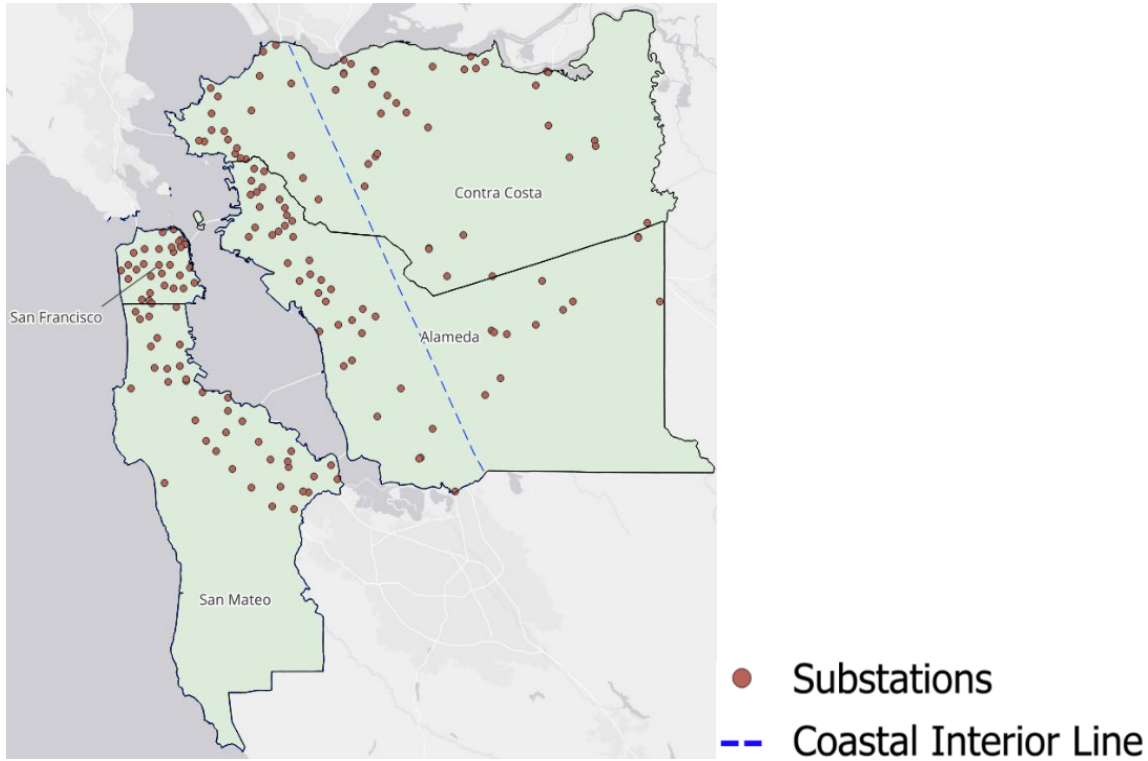 Contra Costa
San Francisco
Alameda
San Mateo
Substations
Coastal Interior Line